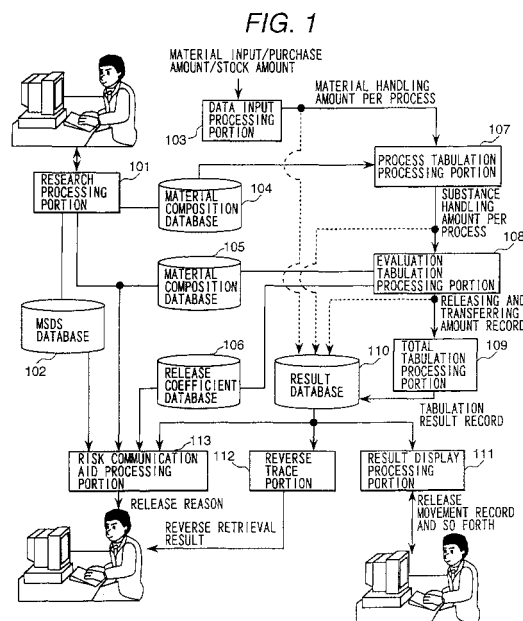 FIG. 1
MATERIAL INPUT/PURCHASE
AMOUNT/STOCK AMOUNT
DATA INPUT
PROCESSING
PORTION
103
MATERIAL HANDLING
AMOUNT PER PROCESS
107
PROCESS TABULATION
PROCESSING PORTION
101
RESEARCH
PROCESSING
PORTION
MATERIAL
COMPOSITION
DATABASE
104
SUBSTANCE
HANDLING
AMOUNT PER
PROCESS
105
MATERIAL
COMPOSITION
DATABASE
108
EVALUATION
TABULATION
PROCESSING PORTION
MSDS
DATABASE
102
RELEASING AND
TRANSFERRING
AMOUNT RECORD
106
RELEASE
COEFFICIENT
DATABASE
110
RESULT
DATABASE
TOTAL
TABULATION
PROCESSING
PORTION
109
TABULATION
RESULT RECORD
113
RISK COMMUNICATION
AID PROCESSING
PORTION
112
REVERSE
TRACE
PORTION
111
RESULT DISPLAY
PROCESSING
PORTION
RELEASE REASON
REVERSE RETRIEVAL
RESULT
RELEASE
MOVEMENT RECORD
AND SO FORTH